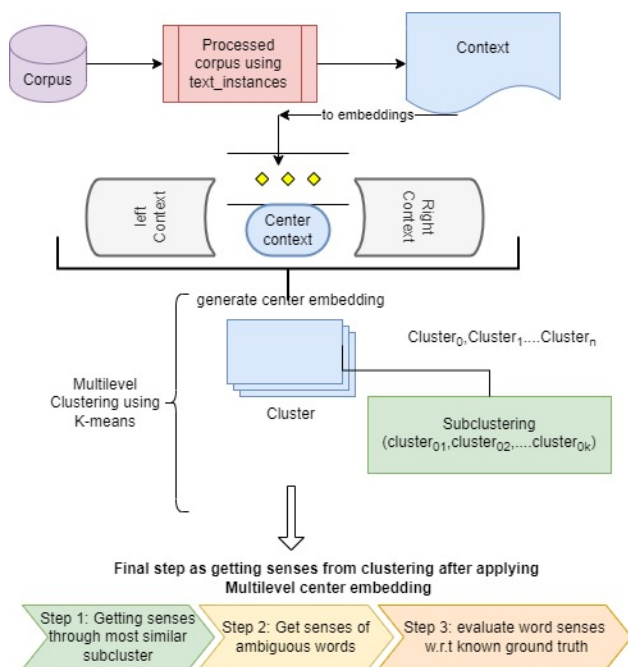 Corpus
Processed
corpus using
text_instances
Context
to embeddings
left
Context
Center
context
Right
Context
generate center embedding
Cluster0,Cluster1....Clustern
Multilevel
Clustering using
K-means
Cluster
Subclustering
(cluster01,cluster02,....cluster0k)
Final step as getting senses from clustering after applying
Multilevel center embedding
Step 1: Getting senses
through most similar
subcluster
Step 2: Get senses of
ambiguous words
Step 3: evaluate word senses
w.r.t known ground truth